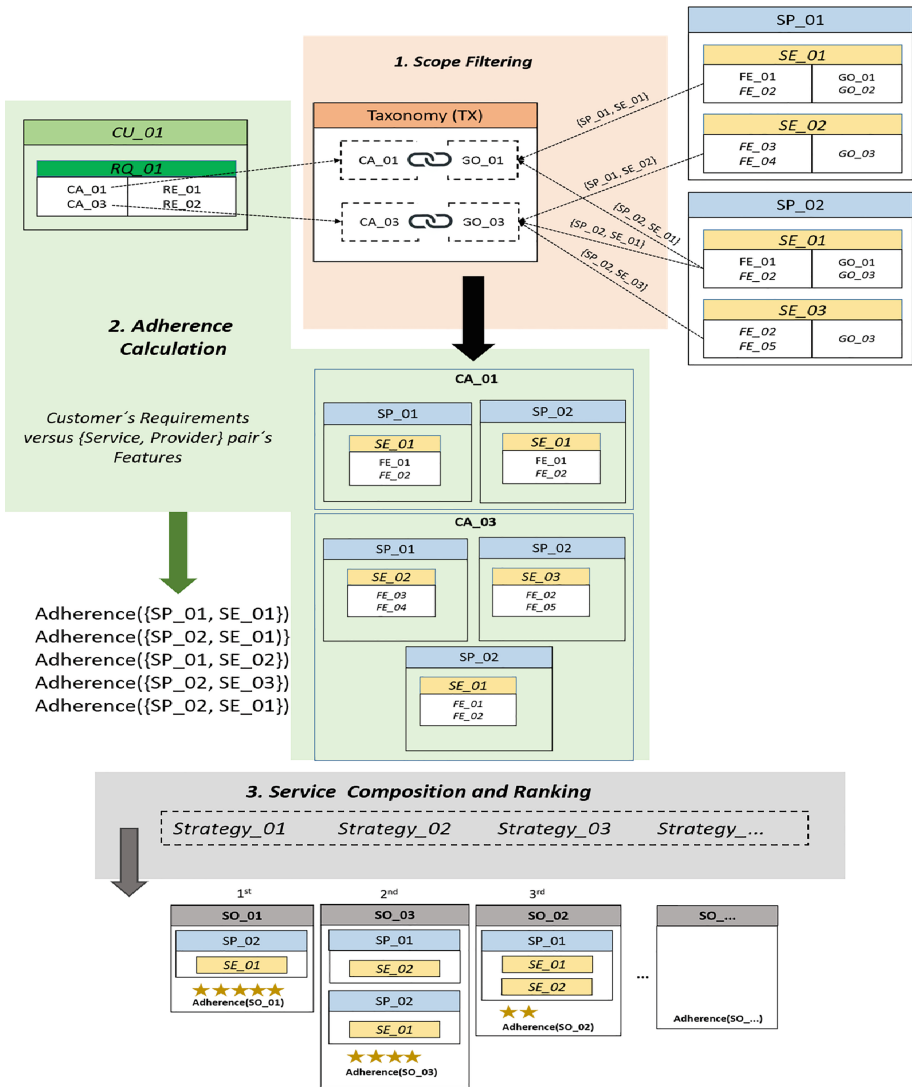 SP_01
SE_01
FE_01
FE_02
GO_01
GO_02
SE_02
FE_03
FE_04
GO_03
SP_02
SE_01
FE_01
FE_02
GO_01
GO_03
SE_03
FE_02
FE_05
GO_03
1. Scope Filtering
Taxonomy (TX)
CA_01
GO_01
CA_03
GO_03
{SP_01, SE_01}
{SP_01, SE_02}
{SP_02, SE_01}
{SP_02, SE_01}
{SP_02, SE_03}
CU_01
RQ_01
CA_01
CA_03
RE_01
RE_02
2. Adherence
Calculation
Customer´s Requirements
versus {Service, Provider} pair´s
Features
CA_01
SP_01
SE_01
FE_01
FE_02
SP_02
SE_01
FE_01
FE_02
CA_03
SP_01
SE_02
FE_03
FE_04
SP_02
SE_03
FE_02
FE_05
SP_02
SE_01
FE_01
FE_02
Adherence({SP_01, SE_01})
Adherence({SP_02, SE_01)}
Adherence({SP_01, SE_02})
Adherence({SP_02, SE_03})
Adherence({SP_02, SE_01})
3. Service Composition and Ranking
Strategy_01 Strategy_02 Strategy_03 Strategy_...
1st
SO_01
SP_02
SE_01
Adherence(SO_01)
2nd
SO_03
SP_01
SE_02
SP_02
SE_01
Adherence(SO_03)
3rd
SO_02
SP_01
SE_01
SE_02
Adherence(SO_02)
...
SO_...
Adherence(SO_...)